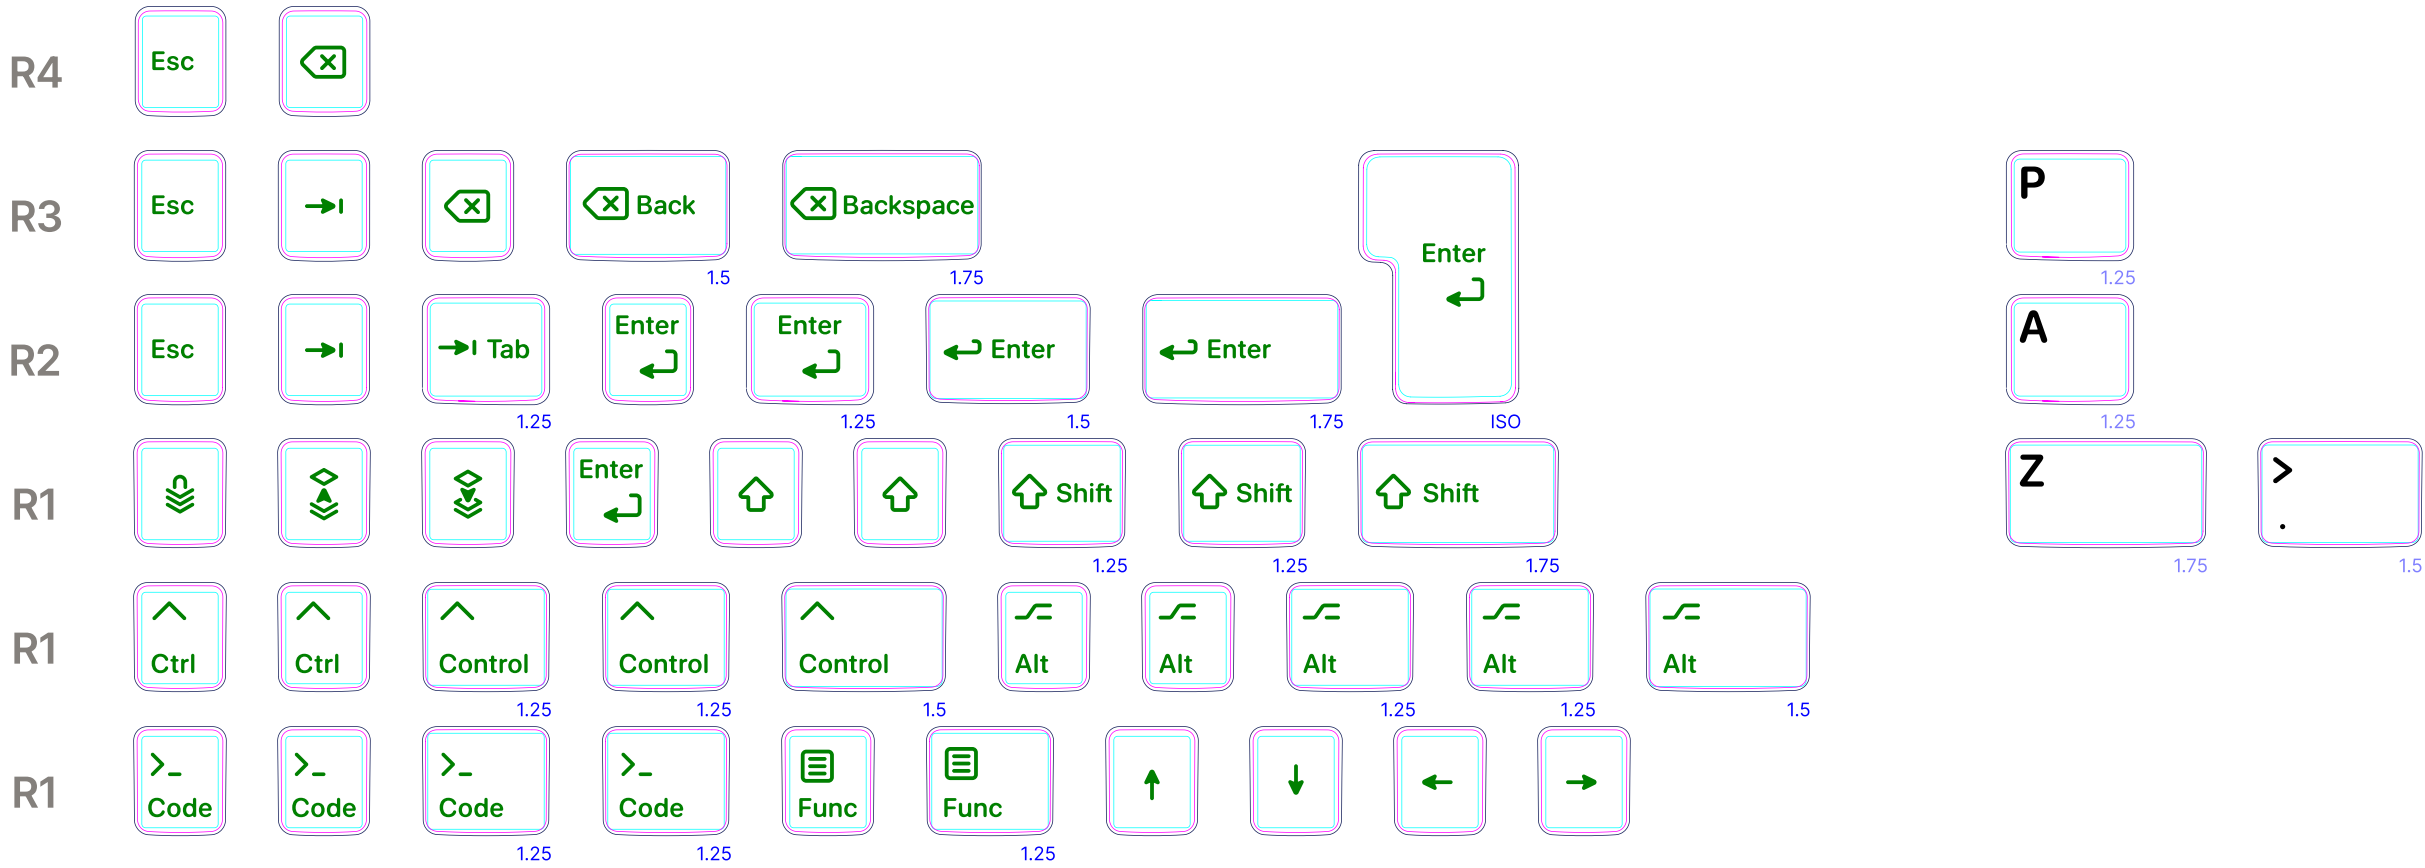 R4 Esc
R3 Esc Back Backspace P
1.5 1.75 1.25
Enter
R2 Esc Tab Enter Enter Enter Enter A
1.25 1.25 1.5 1.75 ISO 1.25
R1 Enter Shift Shift Shift Z >
.
1.25 1.25 1.75 1.75 1.5
R1 Ctrl Ctrl Control Control Control Alt Alt Alt Alt Alt
1.25 1.25 1.5 1.25 1.25 1.5
R1 Code Code Code Code Func Func
1.25 1.25 1.25